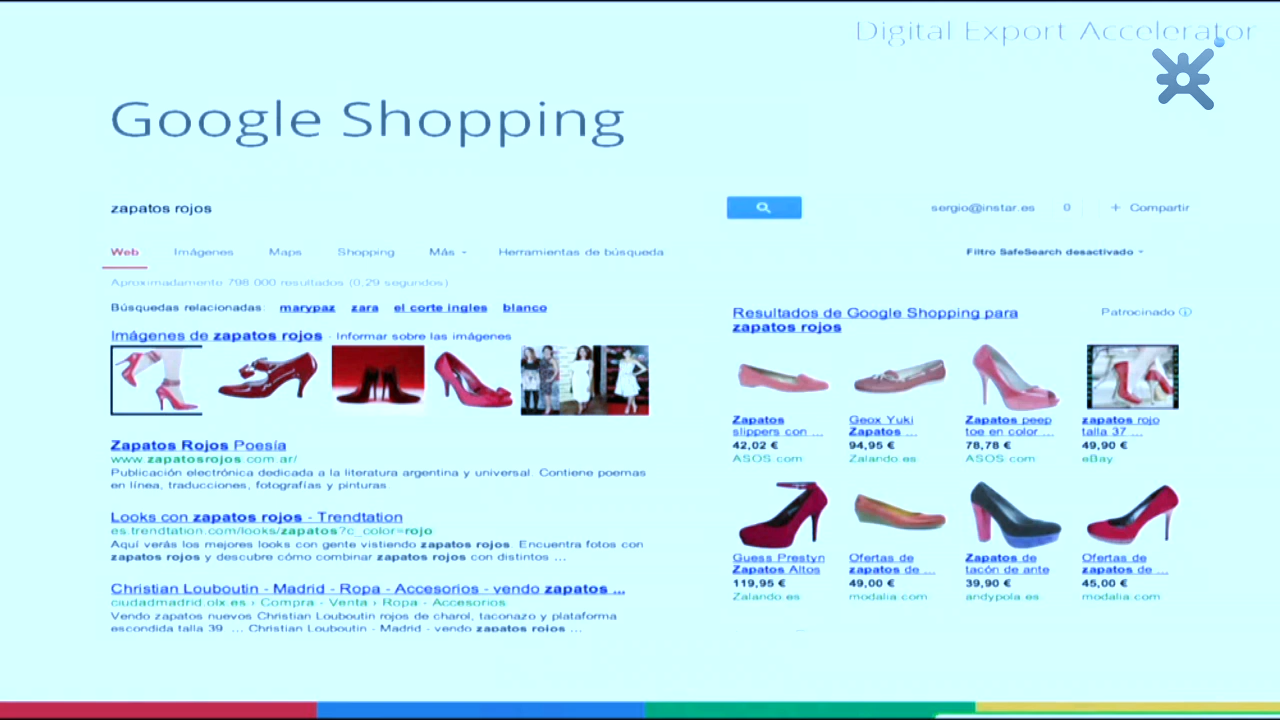 Digital Export Accelerator
Google Shopping
zapatos rojos
sergio@instar.es 0 + Compartir
Web Imágenes Maps Shopping Más Herramientas de búsqueda
Filtro SafeSearch desactivado
Aproximadamente 798.000 resultados (0,29 segundos)
Búsquedas relacionadas: marypaz zara el corte ingles blanco
Imágenes de zapatos rojos - Informar sobre las imágenes
Zapatos Rojos Poesía
www.zapatosrojos.com.ar/
Publicación electrónica dedicada a la literatura argentina y universal. Contiene poemas
en línea, traducciones, fotografías y pinturas.
Looks con zapatos rojos - Trendtation
es.trendtation.com/looks/zapatos?c_color=rojo
Aquí verás los mejores looks con gente vistiendo zapatos rojos. Encuentra fotos con
zapatos rojos y descubre cómo combinar zapatos rojos con distintos ...
Christian Louboutin - Madrid - Ropa - Accesorios - vendo zapatos ...
ciudadmadrid.olx.es › Compra - Venta › Ropa - Accesorios
Vendo zapatos nuevos Christian Louboutin rojos de charol, taconazo y plataforma
escondida talla 39 ... Christian Louboutin - Madrid - vendo zapatos rojos ...
Resultados de Google Shopping para
zapatos rojos
Patrocinado
Zapatos
slippers con ...
42,02 €
ASOS.com
Geox Yuki
Zapatos ...
94,95 €
Zalando.es
Zapatos peep
toe en color ...
78,78 €
ASOS.com
zapatos rojo
talla 37 ...
49,90 €
eBay
Guess Prestyn
Zapatos Altos
119,95 €
Zalando.es
Ofertas de
zapatos de ...
49,00 €
modalia.com
Zapatos de
tacón de ante
39,90 €
andypola.es
Ofertas de
zapatos de ...
45,00 €
modalia.com